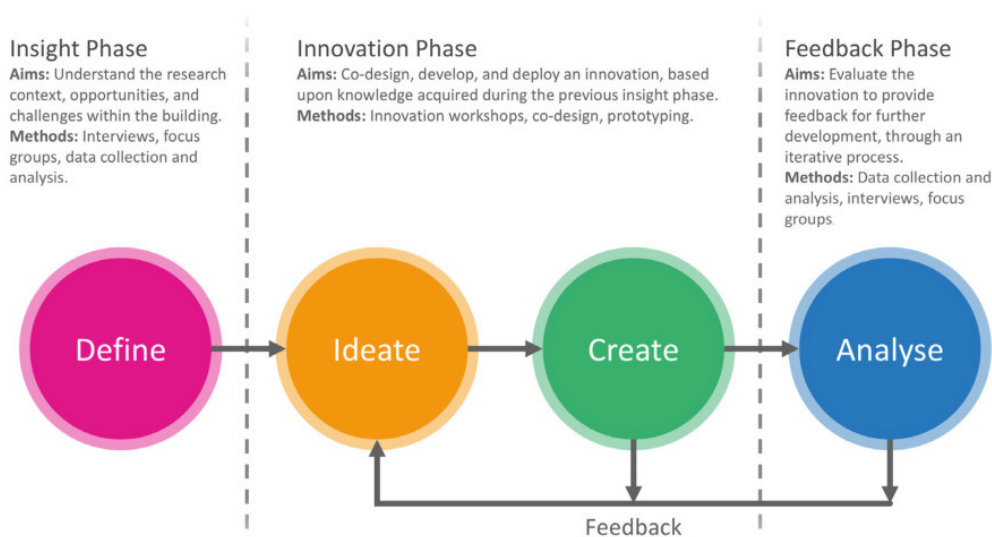 Insight Phase
Aims: Understand the research
context, opportunities, and
challenges within the building.
Methods: Interviews, focus
groups, data collection and
analysis.
Innovation Phase
Aims: Co-design, develop, and deploy an innovation, based
upon knowledge acquired during the previous insight phase.
Methods: Innovation workshops, co-design, prototyping.
Feedback Phase
Aims: Evaluate the
innovation to provide
feedback for further
development, through an
iterative process.
Methods: Data collection and
analysis, interviews, focus
groups.
Define
Ideate
Create
Analyse
Feedback